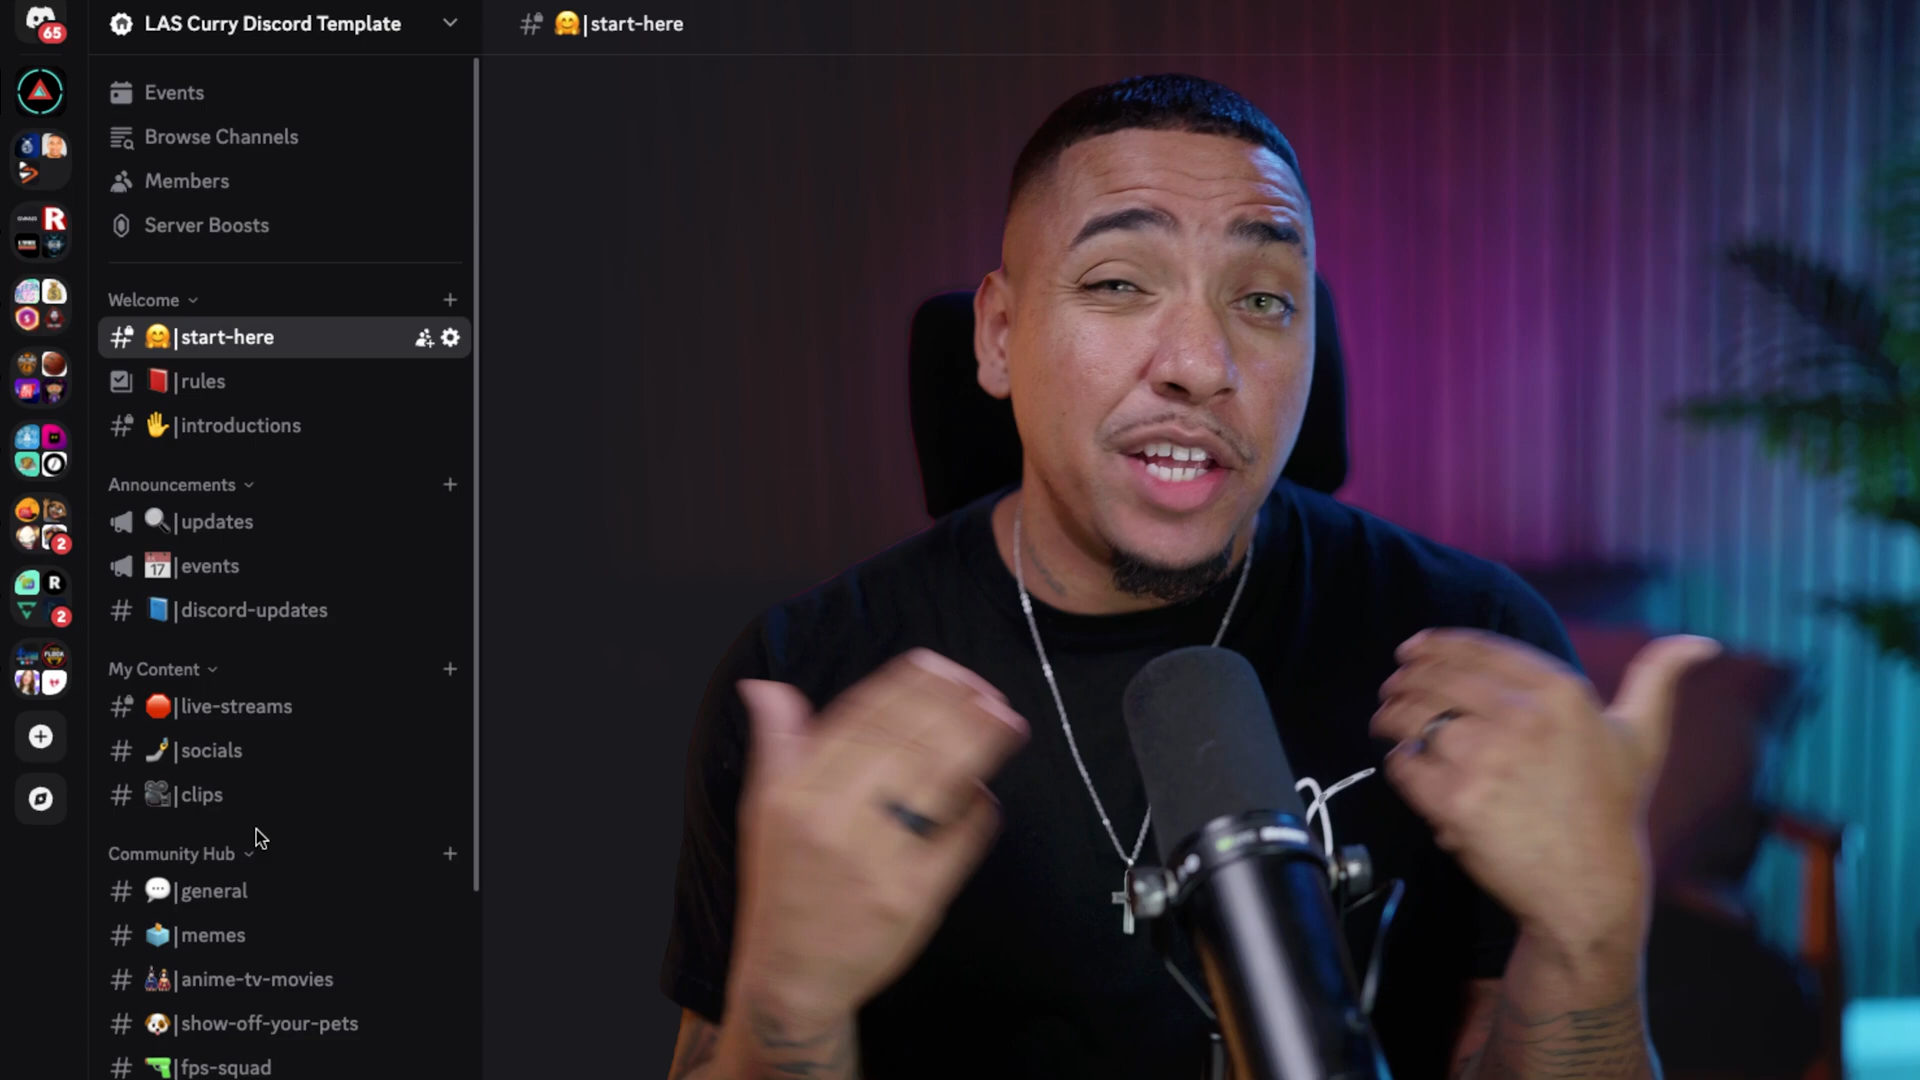 65
LAS Curry Discord Template
🤗|start-here
Events
Browse Channels
Members
Server Boosts
Welcome
🤗|start-here
📕|rules
✋|introductions
Announcements
🔍|updates
📅|events
17
📘|discord-updates
My Content
🛑|live-streams
🤳|socials
🎥|clips
Community Hub
💬|general
🗳|memes
🎎|anime-tv-movies
🐶|show-off-your-pets
🔫|fps-squad
R
2
R
2